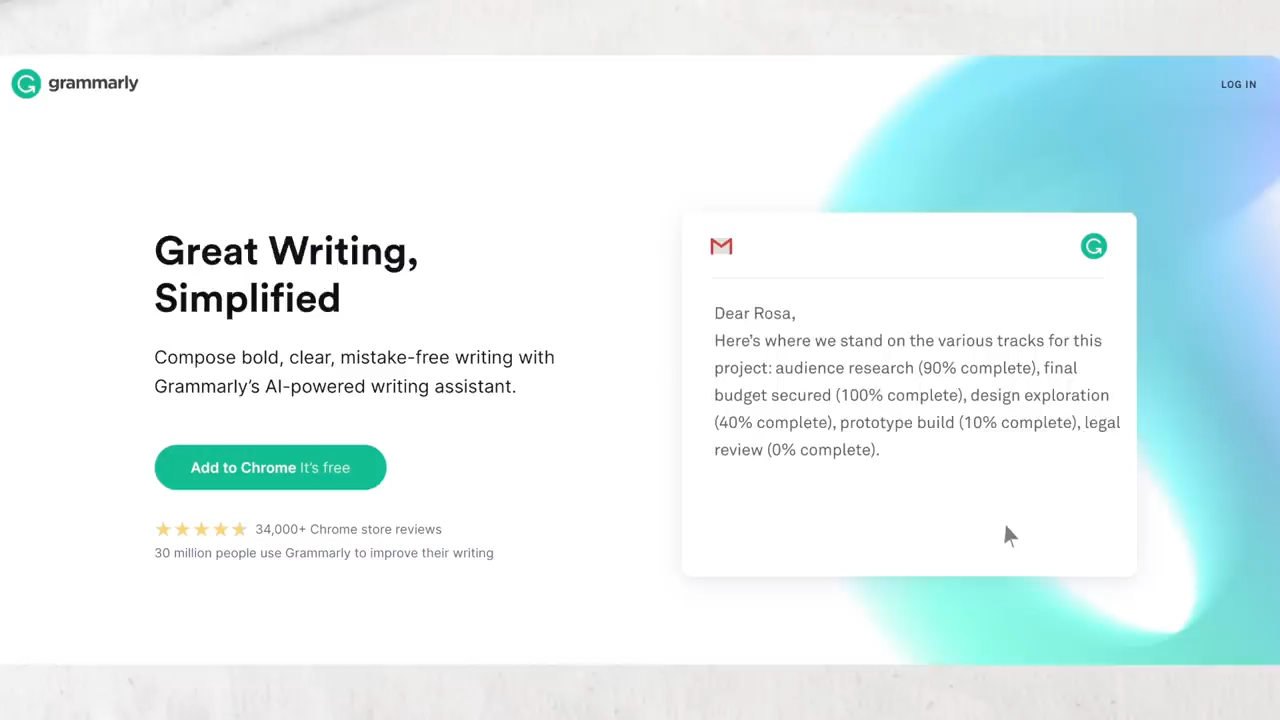 grammarly
LOG IN
Great Writing,
Simplified
Compose bold, clear, mistake-free writing with
Grammarly’s AI-powered writing assistant.
Add to Chrome It’s free
34,000+ Chrome store reviews
30 million people use Grammarly to improve their writing
Dear Rosa,
Here’s where we stand on the various tracks for this
project: audience research (90% complete), final
budget secured (100% complete), design exploration
(40% complete), prototype build (10% complete), legal
review (0% complete).